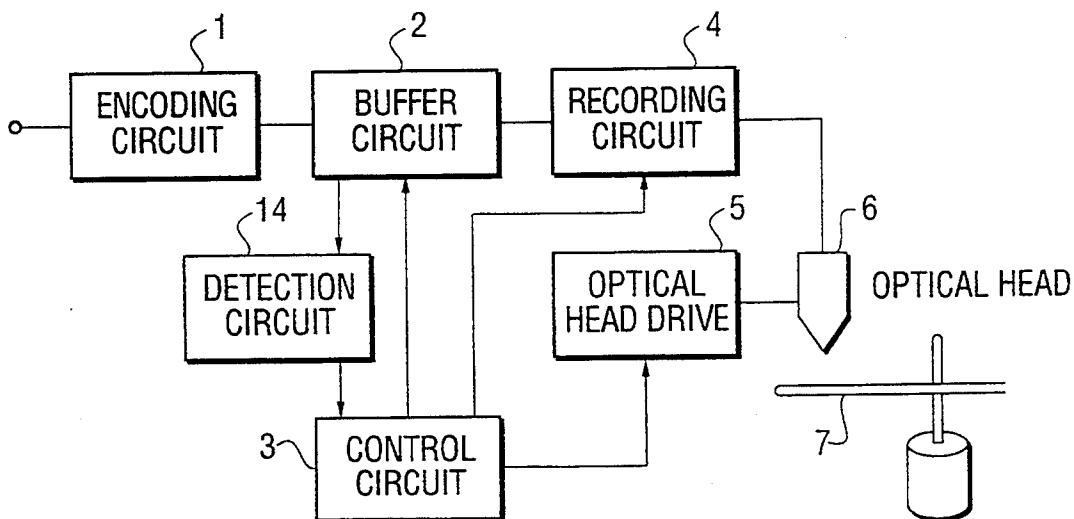 1
2
4
ENCODING
CIRCUIT
BUFFER
CIRCUIT
RECORDING
CIRCUIT
14
5
6
DETECTION
CIRCUIT
OPTICAL
HEAD DRIVE
OPTICAL HEAD
3
CONTROL
CIRCUIT
7